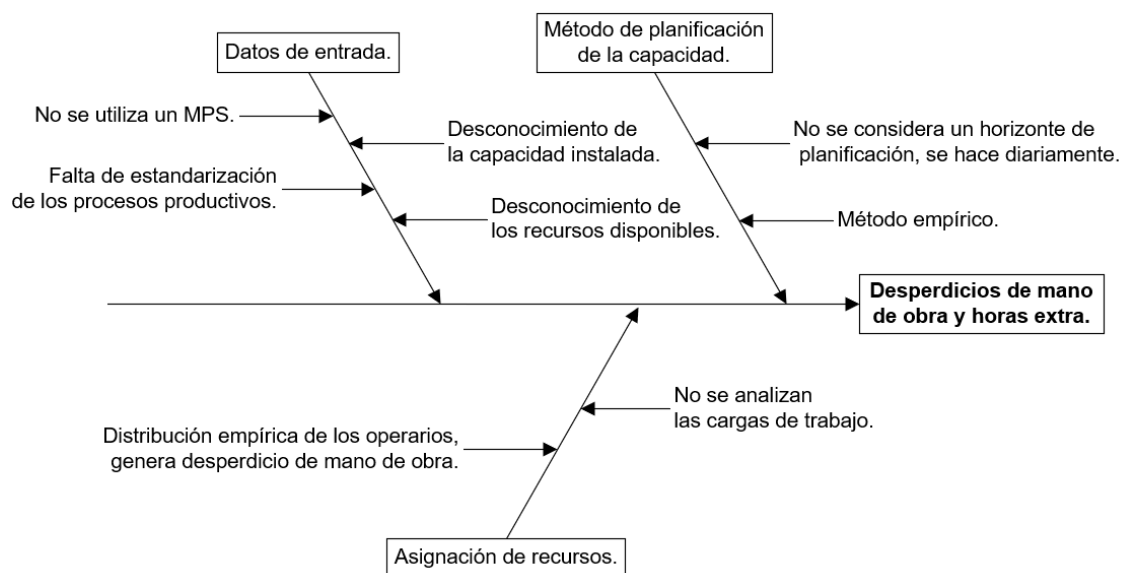 Datos de entrada.
Método de planificación
de la capacidad.
No se utiliza un MPS.
Desconocimiento de
la capacidad instalada.
Falta de estandarización
de los procesos productivos.
Desconocimiento de
los recursos disponibles.
No se considera un horizonte de
planificación, se hace diariamente.
Método empírico.
Desperdicios de mano
de obra y horas extra.
No se analizan
las cargas de trabajo.
Distribución empírica de los operarios,
genera desperdicio de mano de obra.
Asignación de recursos.